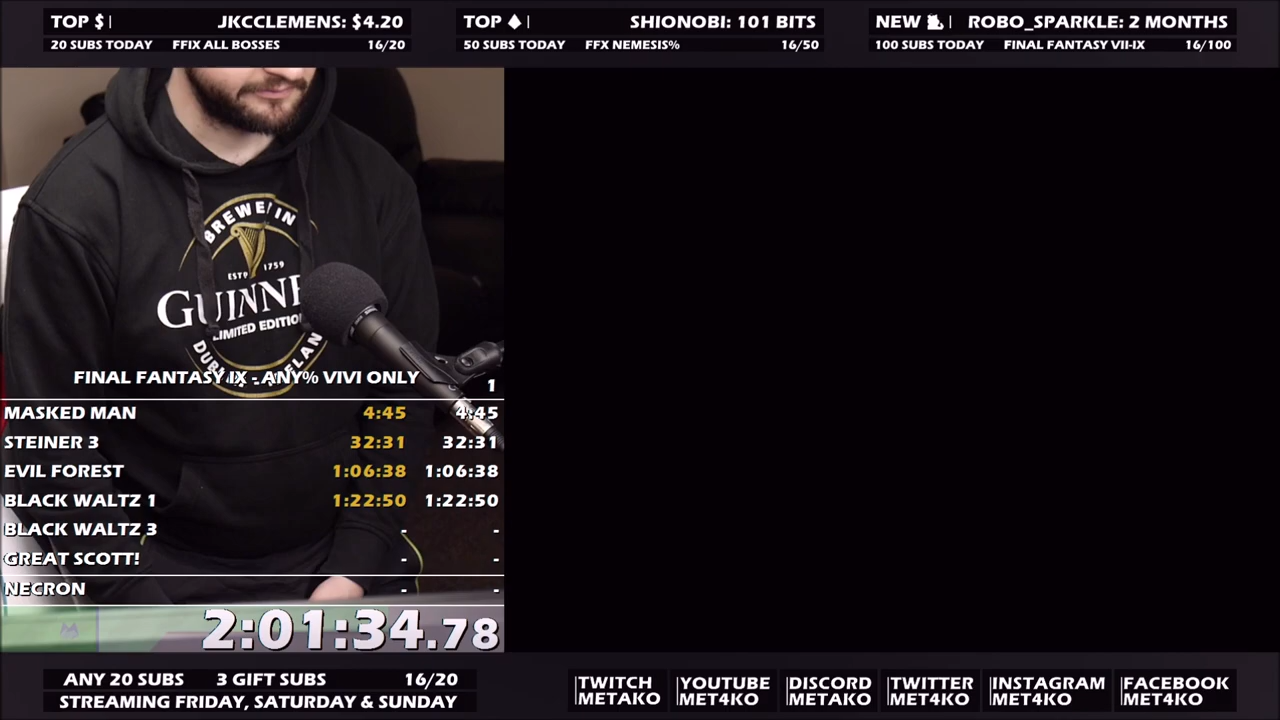 TOP $ JKCCLEMENS: $4.20
20 SUBS TODAY FFIX ALL BOSSES 16/20
TOP SHIONOBI: 101 BITS
50 SUBS TODAY FFX NEMESIS% 16/50
NEW ROBO_SPARKLE: 2 MONTHS
100 SUBS TODAY FINAL FANTASY VII-IX 16/100
BREWE IN
ESTD 1759
GUINNE
LIMITED EDITION
FINAL FANTASY IX - ANY% VIVI ONLY 1
MASKED MAN 4:45 4:45
STEINER 3 32:31 32:31
EVIL FOREST 1:06:38 1:06:38
BLACK WALTZ 1 1:22:50 1:22:50
BLACK WALTZ 3 - -
GREAT SCOTT! - -
NECRON - -
2:01:34.78
ANY 20 SUBS 3 GIFT SUBS 16/20
STREAMING FRIDAY, SATURDAY & SUNDAY
TWITCH
METAKO
YOUTUBE
MET4KO
DISCORD
METAKO
TWITTER
MET4KO
INSTAGRAM
MET4KO
FACEBOOK
MET4KO